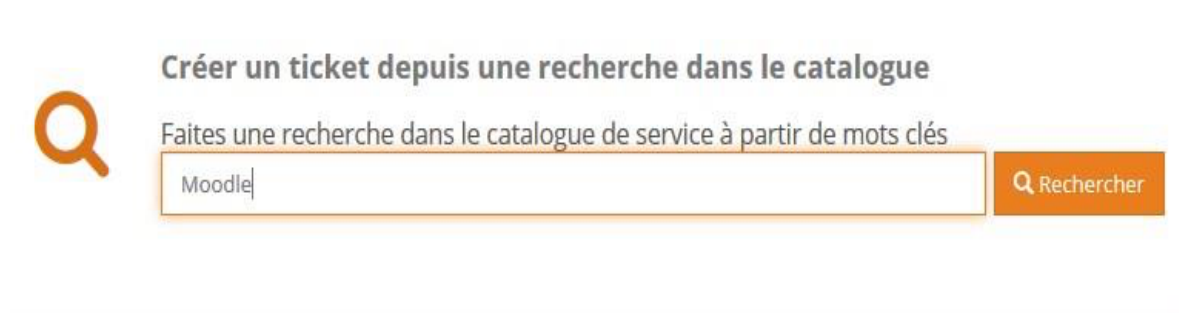 Créer un ticket depuis une recherche dans le catalogue
Faites une recherche dans le catalogue de service à partir de mots clés
Moodle
Rechercher